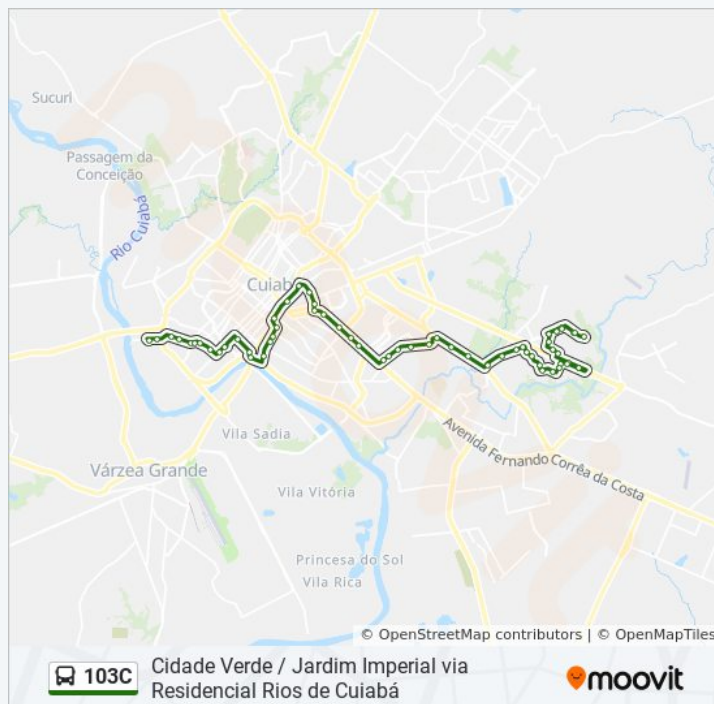 Sucurl
Passagem da
Conceição
Rio Cuiabá
Cuiabá
Vila Sadia
Várzea Grande
Avenida Fernando Corrêa da Costa
Vila Vitória
Princesa do Sol
Vila Rica
© OpenStreetMap contributors | © OpenMapTiles
103C
Cidade Verde / Jardim Imperial via
Residencial Rios de Cuiabá
moovit